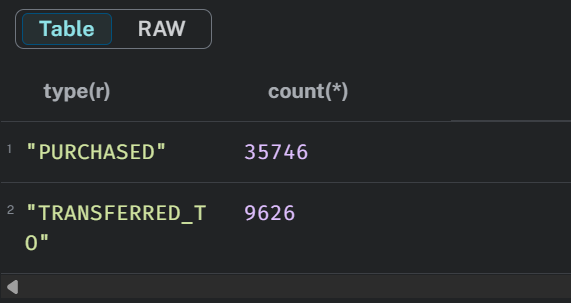 Table RAW
type(r) count(*)
1 "PURCHASED" 35746
2 "TRANSFERRED_T 9626
O"